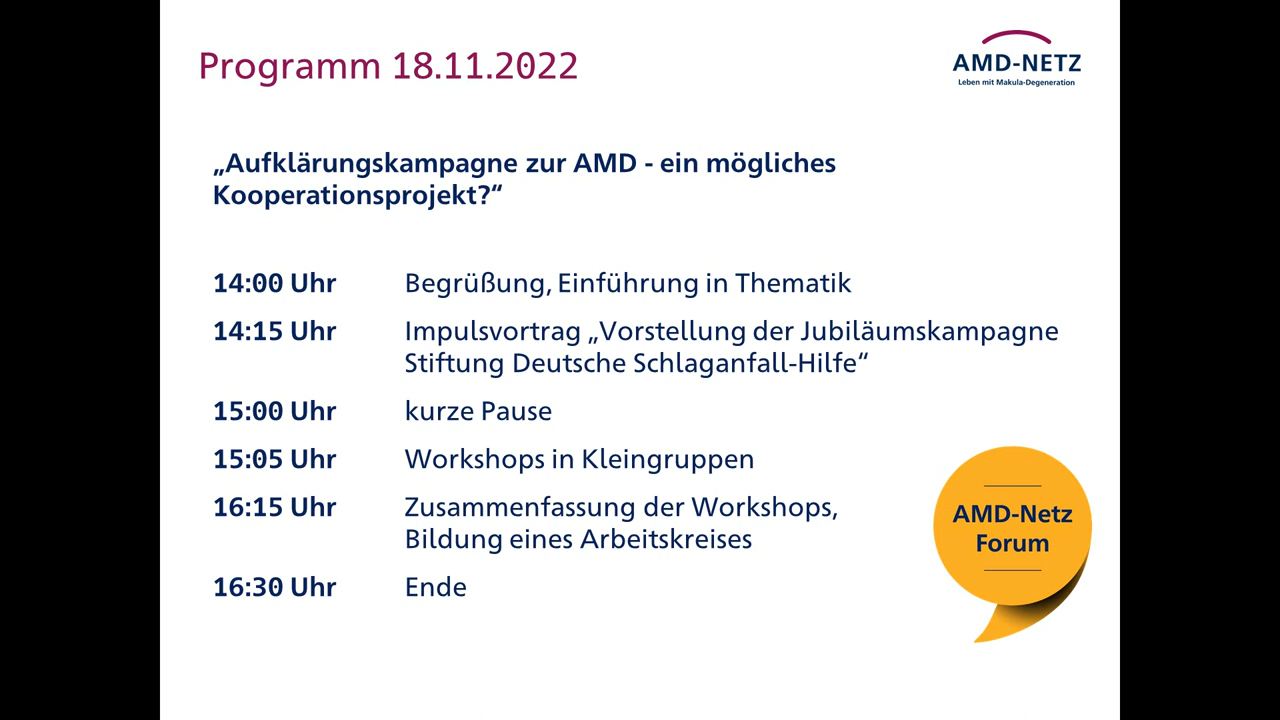 Programm 18.11.2022
AMD-NETZ
Leben mit Makula-Degeneration
„Aufklärungskampagne zur AMD - ein mögliches
Kooperationsprojekt?“
14:00 Uhr Begrüßung, Einführung in Thematik
14:15 Uhr Impulsvortrag „Vorstellung der Jubiläumskampagne
Stiftung Deutsche Schlaganfall-Hilfe“
15:00 Uhr kurze Pause
15:05 Uhr Workshops in Kleingruppen
16:15 Uhr Zusammenfassung der Workshops,
Bildung eines Arbeitskreises
16:30 Uhr Ende
AMD-Netz
Forum